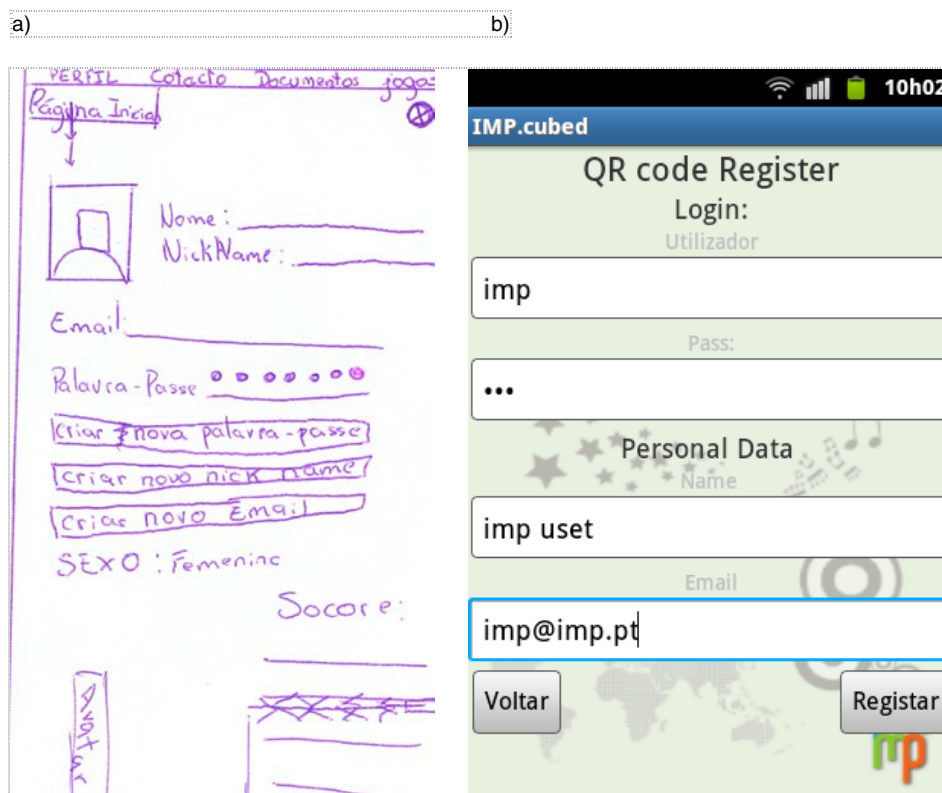 a) b)
PERFIL Cotacto Documentos jogos
Página Inicial
Nome:
NickName:
Email
Palavra-Passe
criar nova palavra-passe
criar novo nick name
criar novo Email
SEXO : Femenino
Socore:
10h02
IMP.cubed
QR code Register
Login:
Utilizador
imp
Pass:
•••
Personal Data
Name
imp uset
Email
imp@imp.pt
Voltar Registar
mp